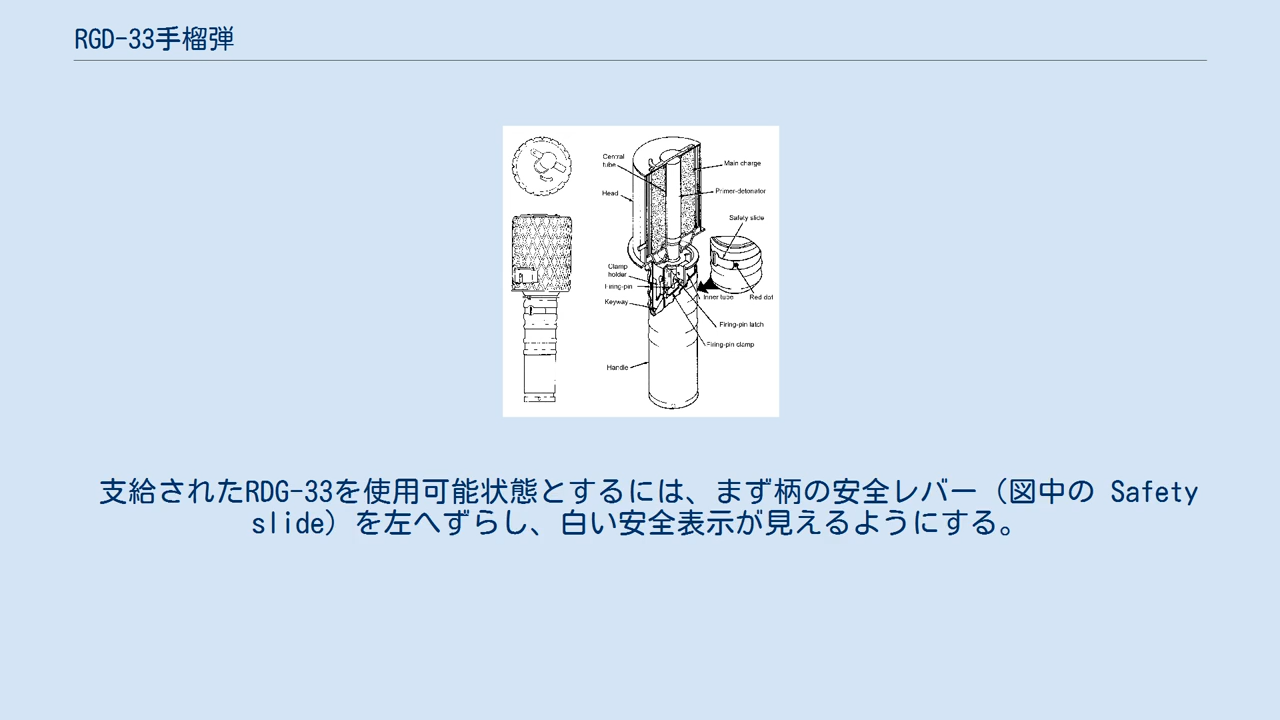 RGD-33手榴弾
Central
tube
Main charge
Head
Primer-detonator
Safety slide
Clamp
holder
Firing-pin
Keyway
Inner tube
Red dot
Firing-pin latch
Firing-pin clamp
Handle
支給されたRDG-33を使用可能状態とするには、まず柄の安全レバー（図中の Safety
slide）を左へずらし、白い安全表示が見えるようにする。